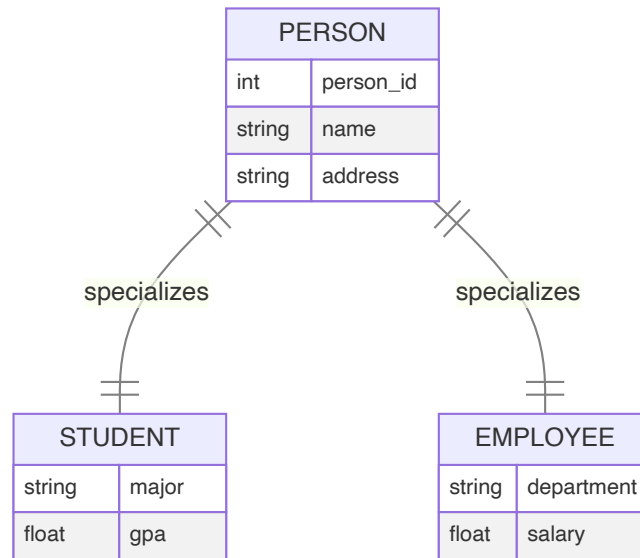 PERSON
int person_id
string name
string address
specializes specializes
STUDENT EMPLOYEE
string major string department
float gpa float salary